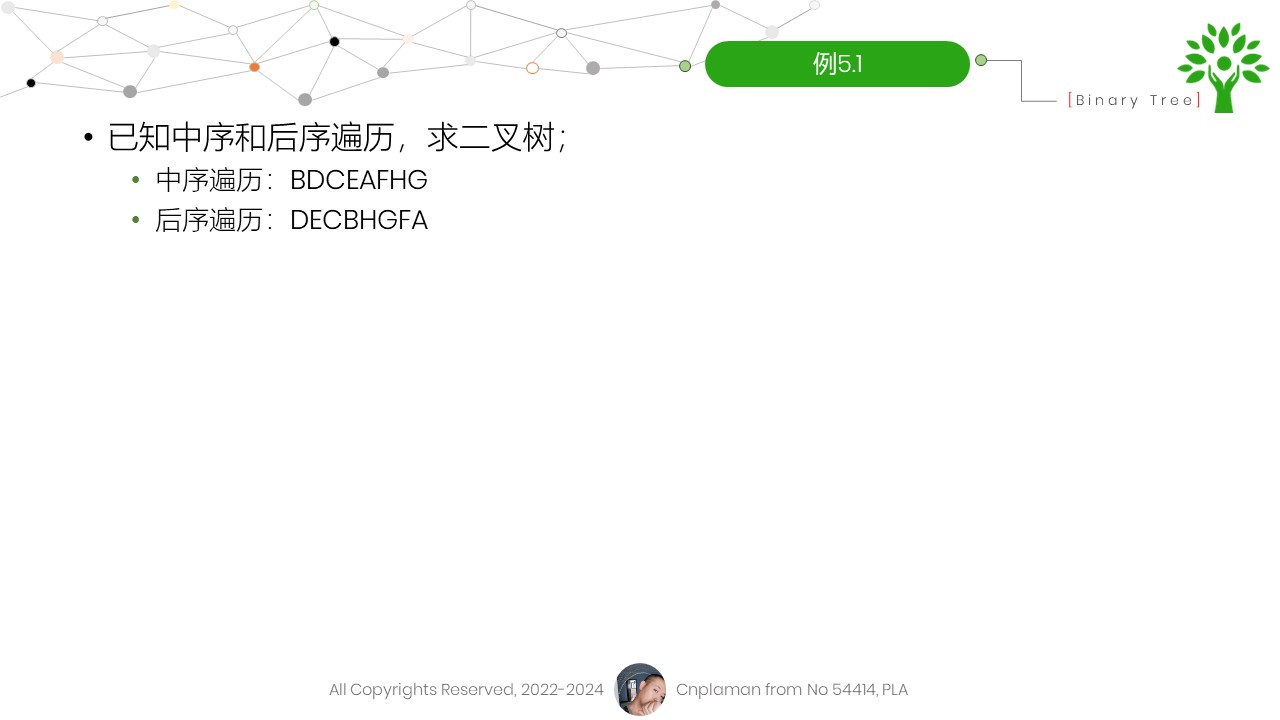 例5.1
[Binary Tree]
• 已知中序和后序遍历，求二叉树；
• 中序遍历：BDCEAFHG
• 后序遍历：DECBHGFA
All Copyrights Reserved, 2022-2024 Cnplaman from No 54414, PLA